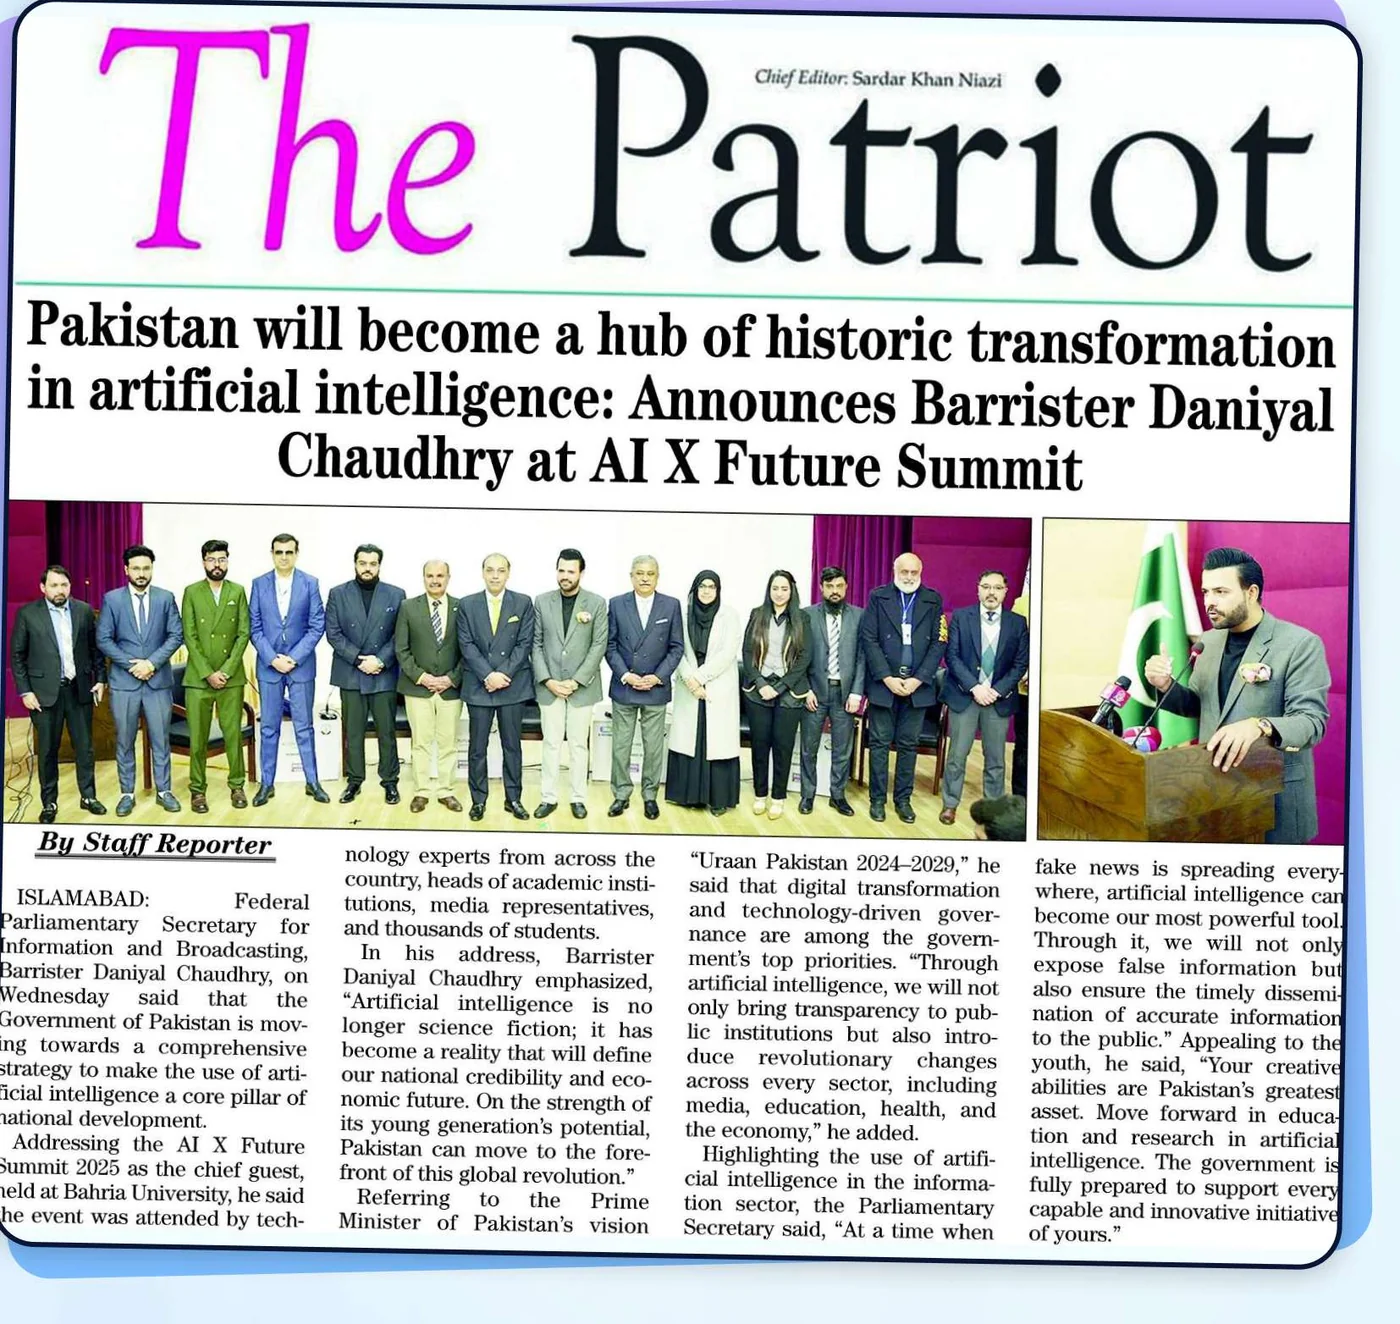 The Patriot
Chief Editor: Sardar Khan Niazi
Pakistan will become a hub of historic transformation
in artificial intelligence: Announces Barrister Daniyal
Chaudhry at AI X Future Summit
By Staff Reporter
ISLAMABAD: Federal
Parliamentary Secretary for
Information and Broadcasting,
Barrister Daniyal Chaudhry, on
Wednesday said that the
Government of Pakistan is mov-
ing towards a comprehensive
strategy to make the use of arti-
ficial intelligence a core pillar of
national development.
Addressing the AI X Future
Summit 2025 as the chief guest,
held at Bahria University, he said
the event was attended by tech-
nology experts from across the
country, heads of academic insti-
tutions, media representatives,
and thousands of students.
In his address, Barrister
Daniyal Chaudhry emphasized,
“Artificial intelligence is no
longer science fiction; it has
become a reality that will define
our national credibility and eco-
nomic future. On the strength of
its young generation’s potential,
Pakistan can move to the fore-
front of this global revolution.”
Referring to the Prime
Minister of Pakistan’s vision
“Uraan Pakistan 2024–2029,” he
said that digital transformation
and technology-driven gover-
nance are among the govern-
ment’s top priorities. “Through
artificial intelligence, we will not
only bring transparency to pub-
lic institutions but also intro-
duce revolutionary changes
across every sector, including
media, education, health, and
the economy,” he added.
Highlighting the use of artifi-
cial intelligence in the informa-
tion sector, the Parliamentary
Secretary said, “At a time when
fake news is spreading every-
where, artificial intelligence can
become our most powerful tool.
Through it, we will not only
expose false information but
also ensure the timely dissemi-
nation of accurate information
to the public.” Appealing to the
youth, he said, “Your creative
abilities are Pakistan’s greatest
asset. Move forward in educa-
tion and research in artificial
intelligence. The government is
fully prepared to support every
capable and innovative initiative
of yours.”